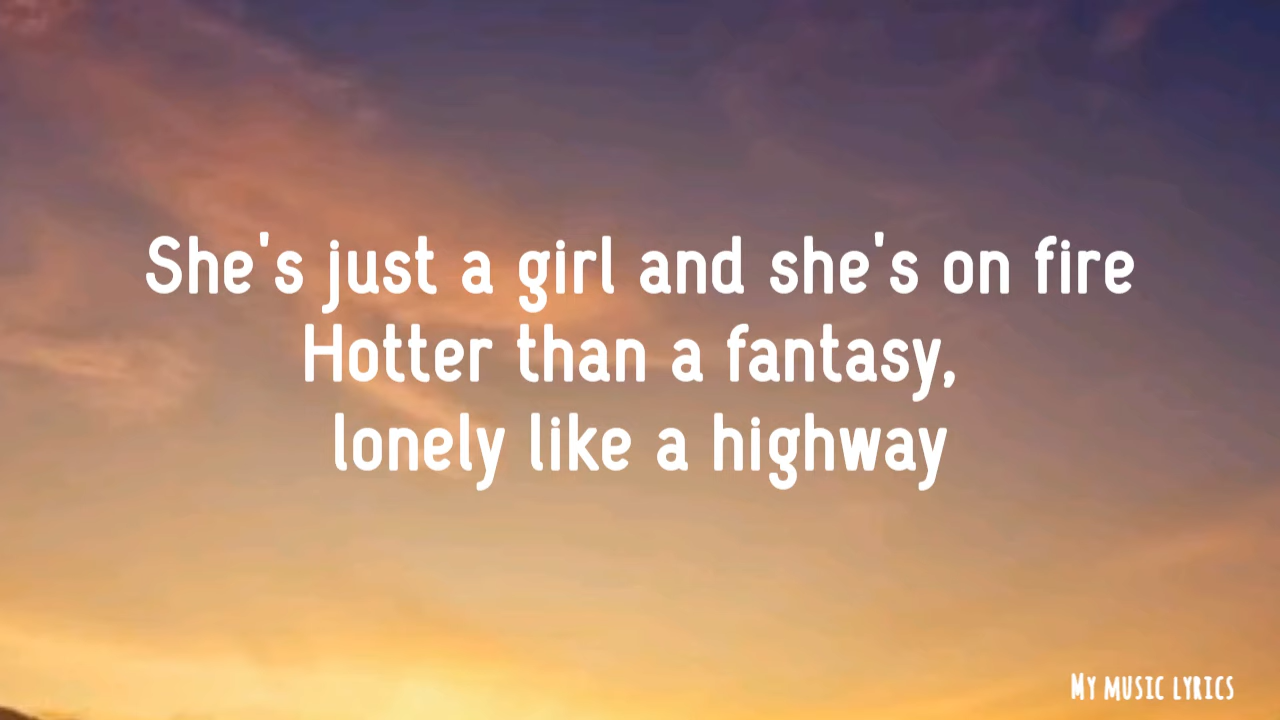 She's just a girl and she's on fire
Hotter than a fantasy,
lonely like a highway
My music lyrics